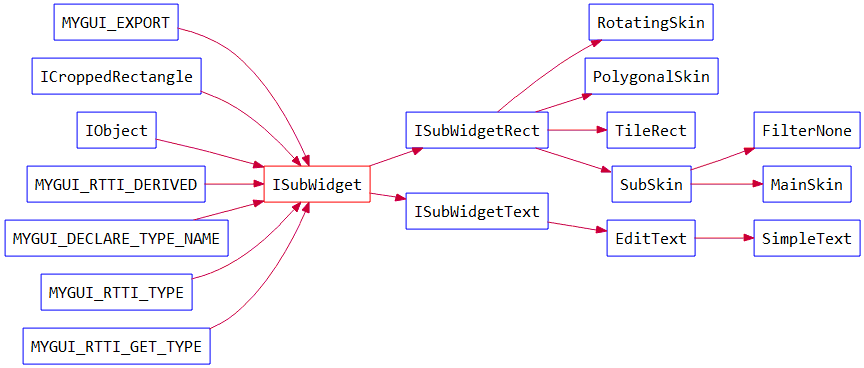 MYGUI_EXPORT
ICroppedRectangle
IObject
MYGUI_RTTI_DERIVED
MYGUI_DECLARE_TYPE_NAME
MYGUI_RTTI_TYPE
MYGUI_RTTI_GET_TYPE
ISubWidget
ISubWidgetRect
ISubWidgetText
RotatingSkin
PolygonalSkin
TileRect
SubSkin
EditText
FilterNone
MainSkin
SimpleText